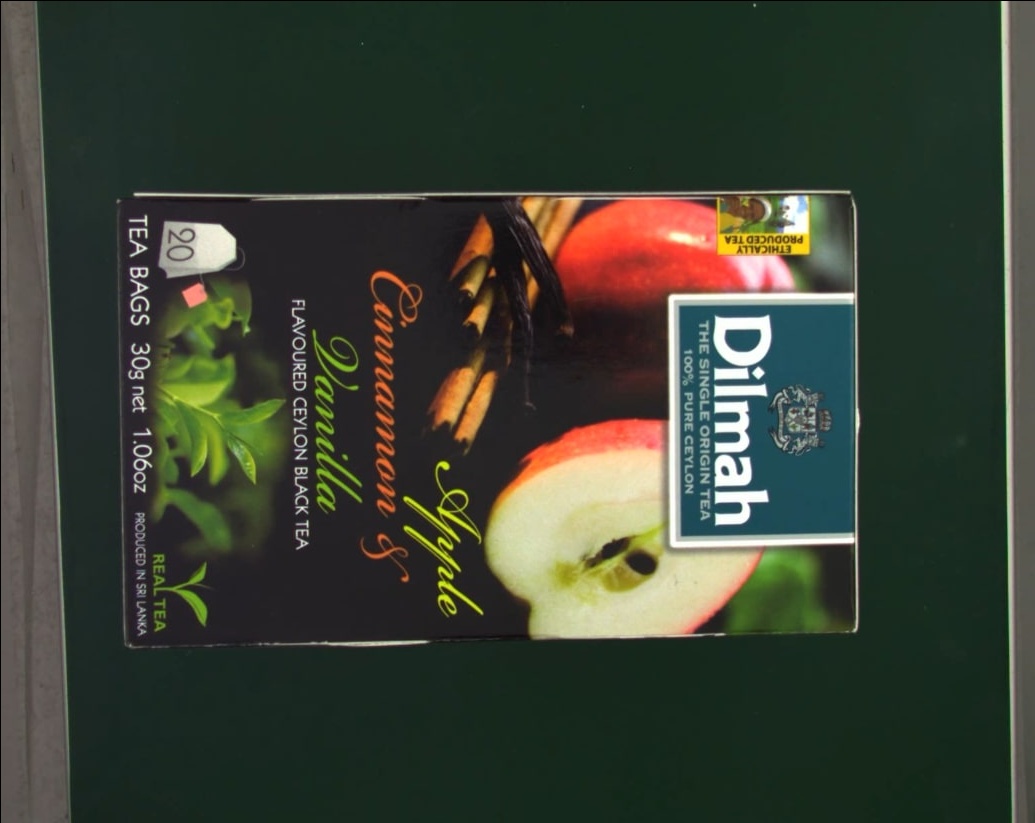 ETHICALLY
PRODUCED TEA
Dilmah
THE SINGLE ORIGIN TEA
100% PURE CEYLON
Apple
Cinnamon &
Vanilla
FLAVOURED CEYLON BLACK TEA
20
REAL TEA
TEA BAGS 30g net 1.06oz PRODUCED IN SRI LANKA